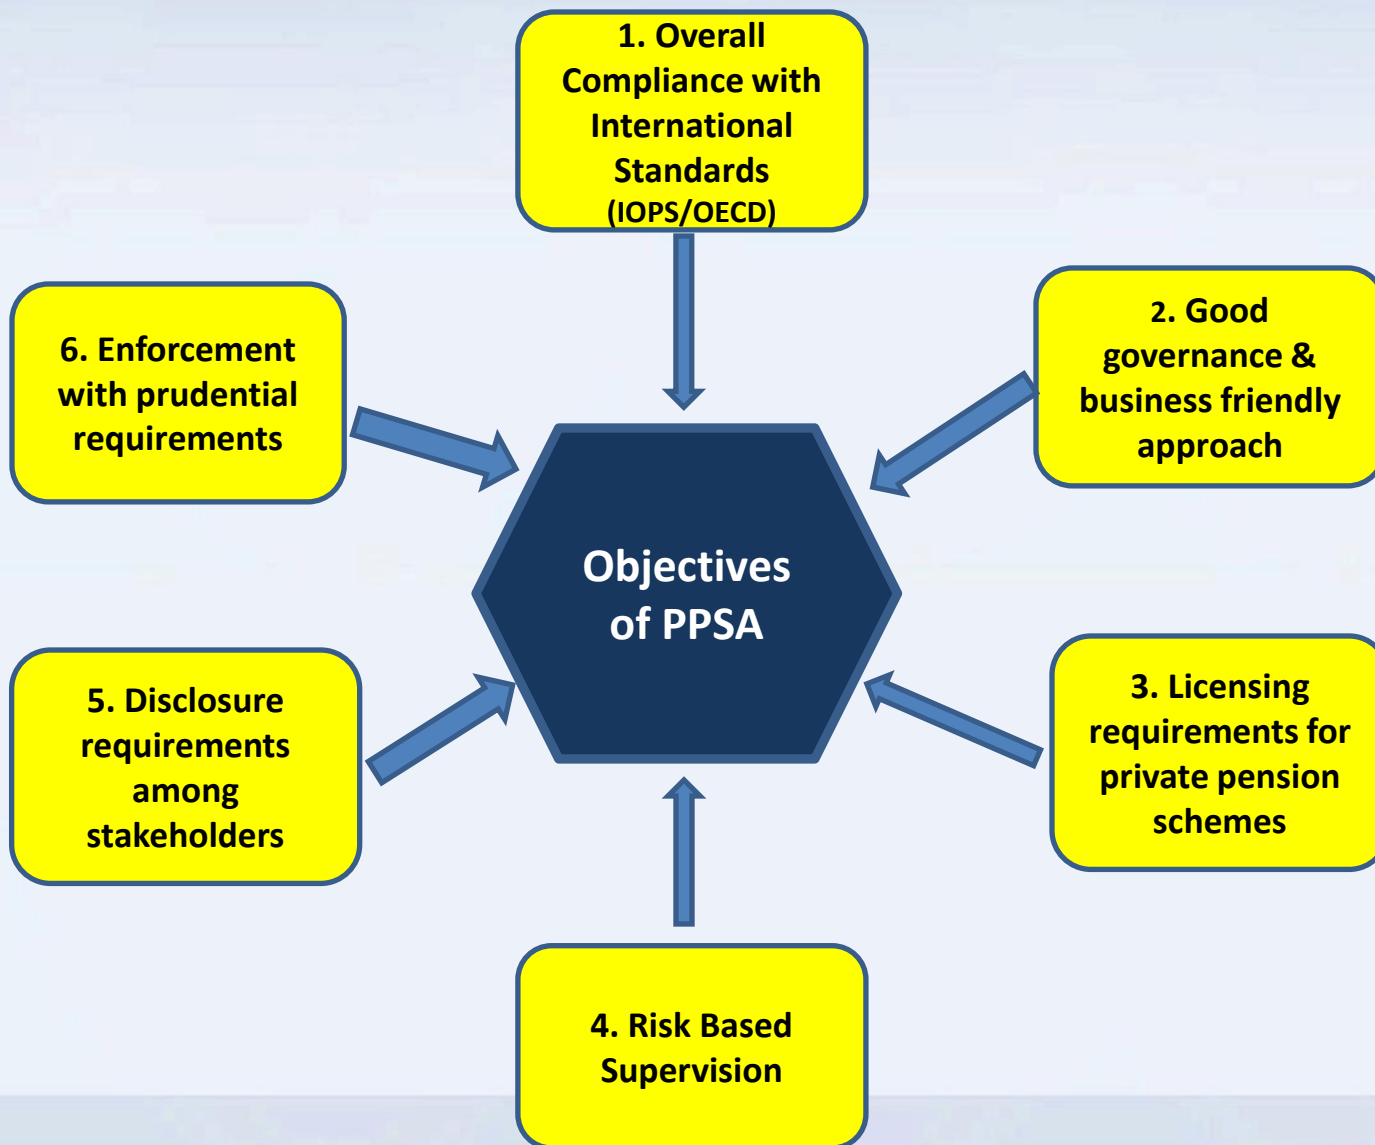 1. Overall
Compliance with
International
Standards
(IOPS/OECD)
2. Good
governance &
business friendly
approach
3. Licensing
requirements for
private pension
schemes
4. Risk Based
Supervision
5. Disclosure
requirements
among
stakeholders
6. Enforcement
with prudential
requirements
Objectives
of PPSA